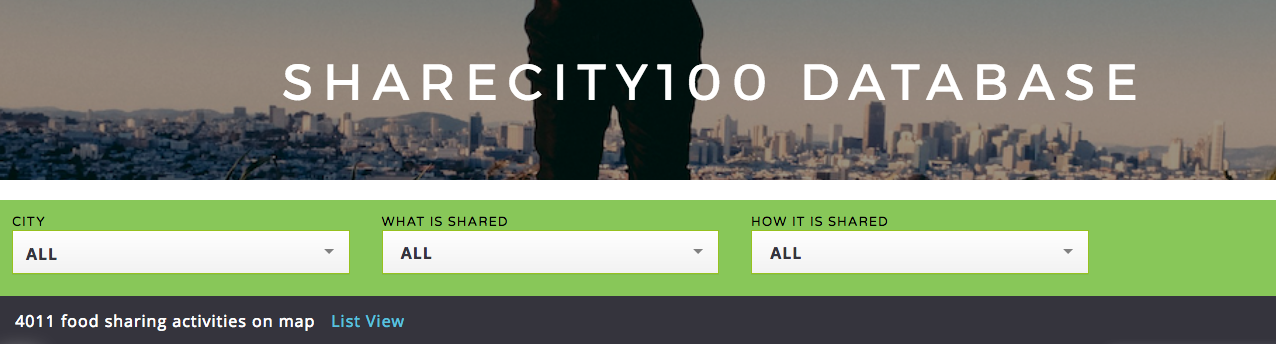 SHARECITY100 DATABASE
CITY
WHAT IS SHARED
HOW IT IS SHARED
ALL
ALL
ALL
4011 food sharing activities on map List View